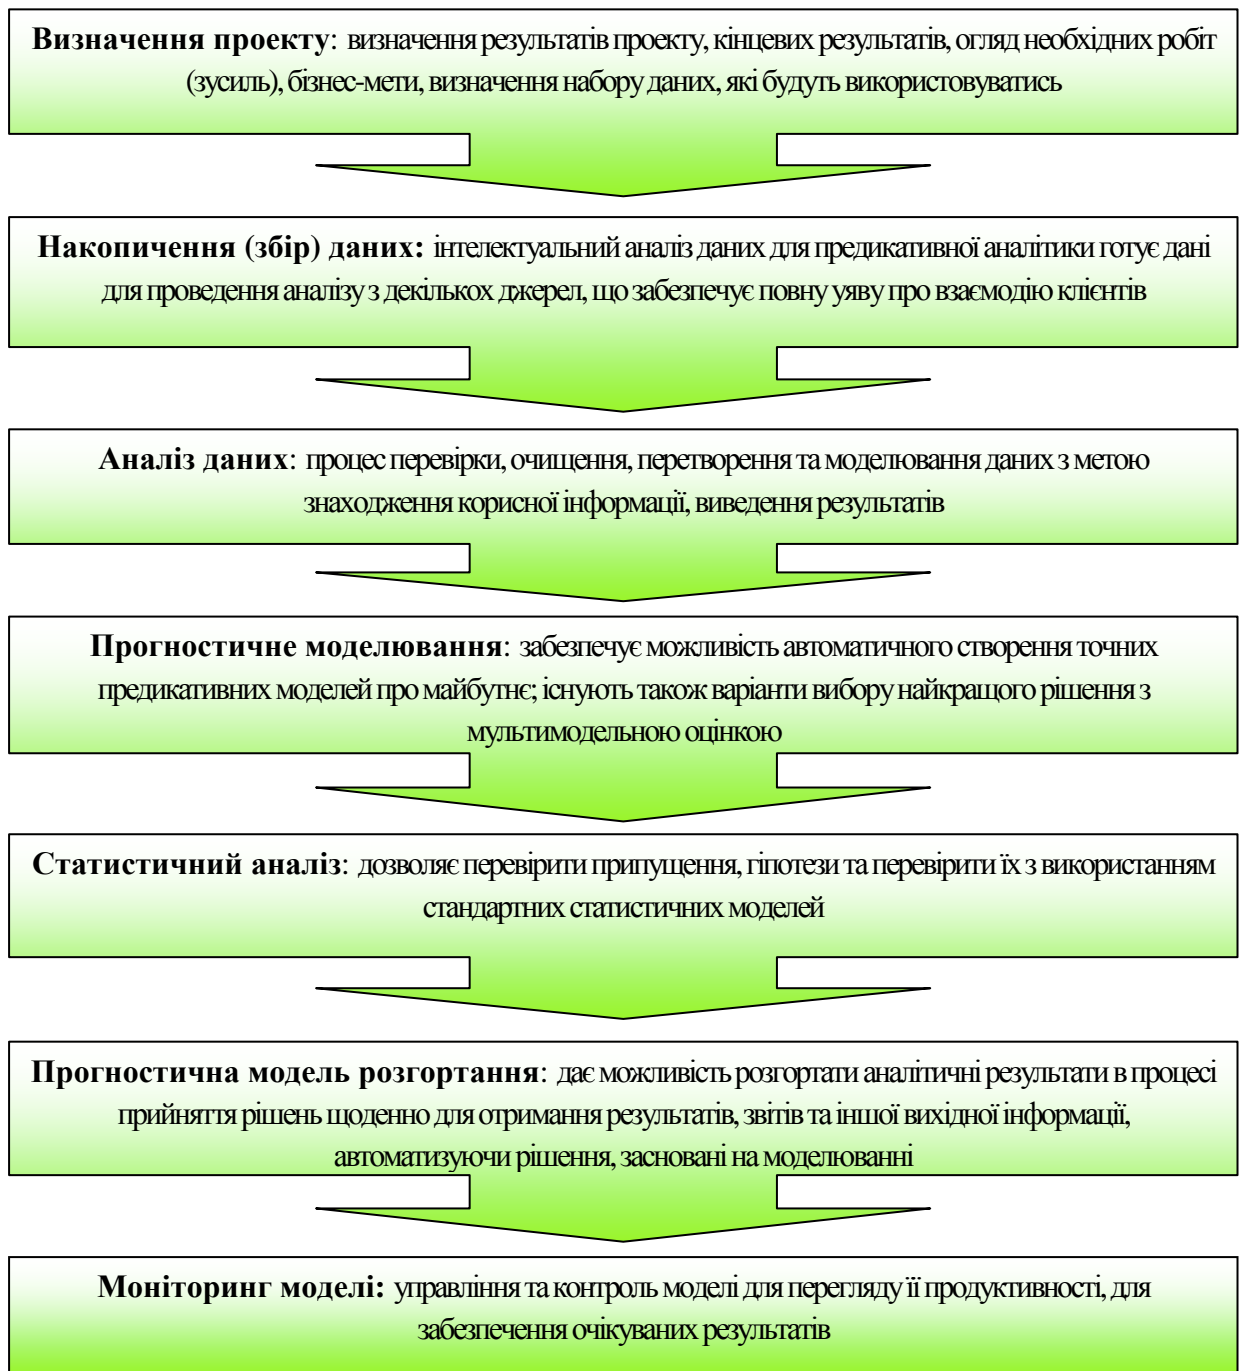 Визначення проекту: визначення результатів проекту, кінцевих результатів, огляд необхідних робіт
(зусиль), бізнес-мети, визначення набору даних, які будуть використовуватись
Накопичення (збір) даних: інтелектуальний аналіз даних для предикативної аналітики готує дані
для проведення аналізу з декількох джерел, що забезпечує повну уяву про взаємодію клієнтів
Аналіз даних: процес перевірки, очищення, перетворення та моделювання даних з метою
знаходження корисної інформації, виведення результатів
Прогностичне моделювання: забезпечує можливість автоматичного створення точних
предикативних моделей про майбутнє; існують також варіанти вибору найкращого рішення з
мультимодельною оцінкою
Статистичний аналіз: дозволяє перевірити припущення, гіпотези та перевірити їх з використанням
стандартних статистичних моделей
Прогностична модель розгортання: дає можливість розгортати аналітичні результати в процесі
прийняття рішень щоденно для отримання результатів, звітів та іншої вихідної інформації,
автоматизуючи рішення, засновані на моделюванні
Моніторинг моделі: управління та контроль моделі для перегляду її продуктивності, для
забезпечення очікуваних результатів